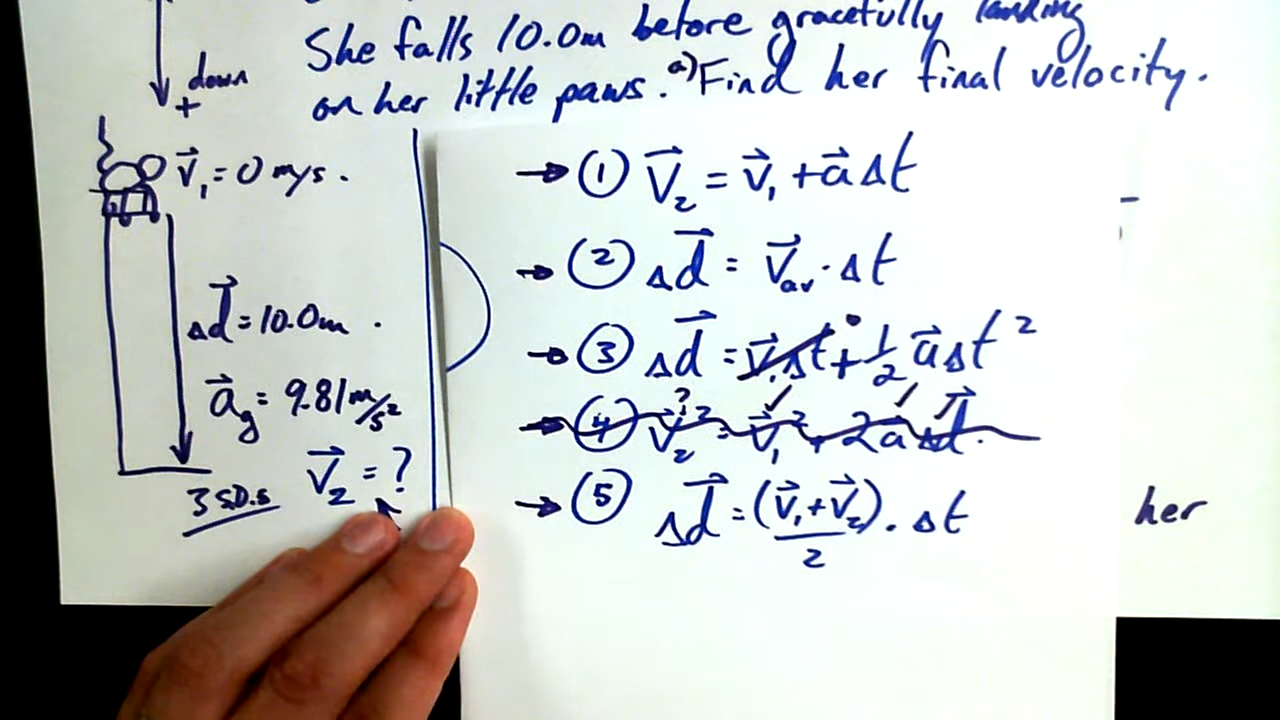 She falls 10.0m before gracefully landing
+ down
on her little paws. a) Find her final velocity.
v⃗₁ = 0 m/s.
Δd⃗ = 10.0m.
a⃗g = 9.81 m/s²
v⃗₂ = ?
3 S.D.s
→ ① v⃗₂ = v⃗₁ + a⃗Δt
→ ② Δd⃗ = v⃗av · Δt
→ ③ Δd⃗ = v⃗₁Δt + 1/2 a⃗Δt²
→ ④ v⃗₂² = v⃗₁² + 2a⃗Δd⃗.
→ ⑤ Δd⃗ = (v⃗₁ + v⃗₂)/2 · Δt
her